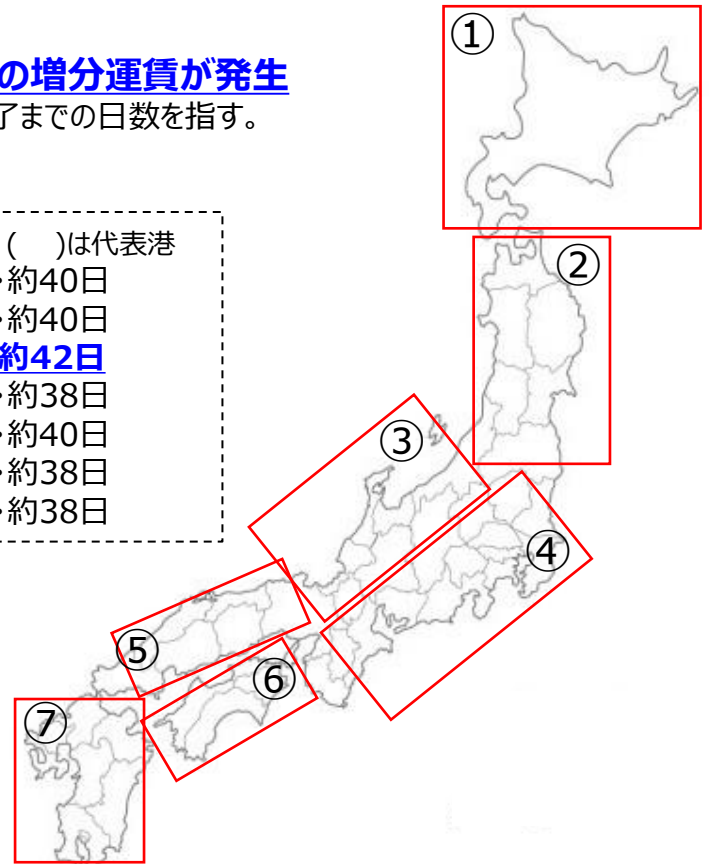 の増分運賃が発生
了までの日数を指す。
(　)は代表港
約40日
約40日
約42日
約38日
約40日
約38日
約38日
①
②
③
④
⑤
⑥
⑦